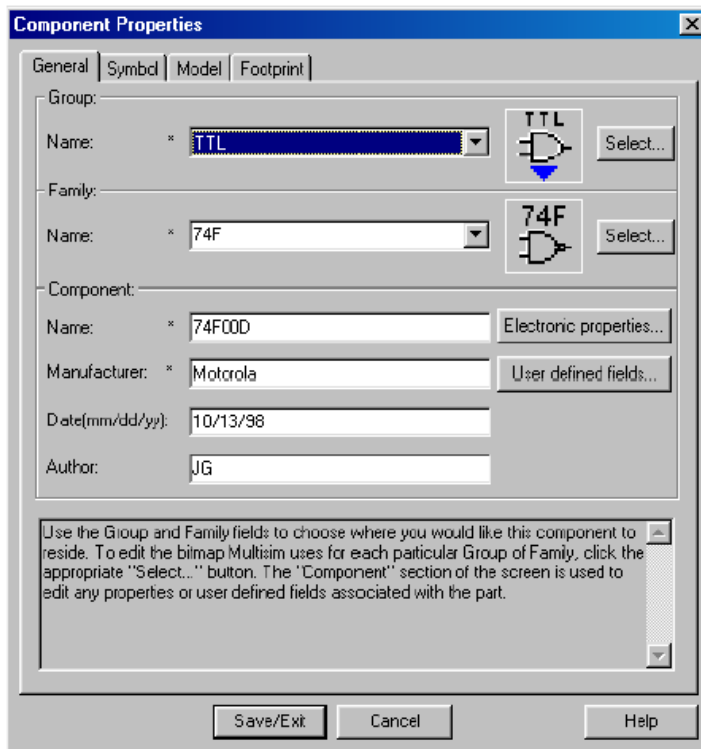 Component Properties
General Symbol Model Footprint
Group:
TTL
Name: * TTL Select...
Family:
74F
Name: * 74F Select...
Component:
Name: * 74F00D Electronic properties...
Manufacturer: * Motorola User defined fields...
Date(mm/dd/yy): 10/13/98
Author: JG
Use the Group and Family fields to choose where you would like this component to
reside. To edit the bitmap Multisim uses for each particular Group of Family, click the
appropriate "Select..." button. The "Component" section of the screen is used to
edit any properties or user defined fields associated with the part.
Save/Exit Cancel Help